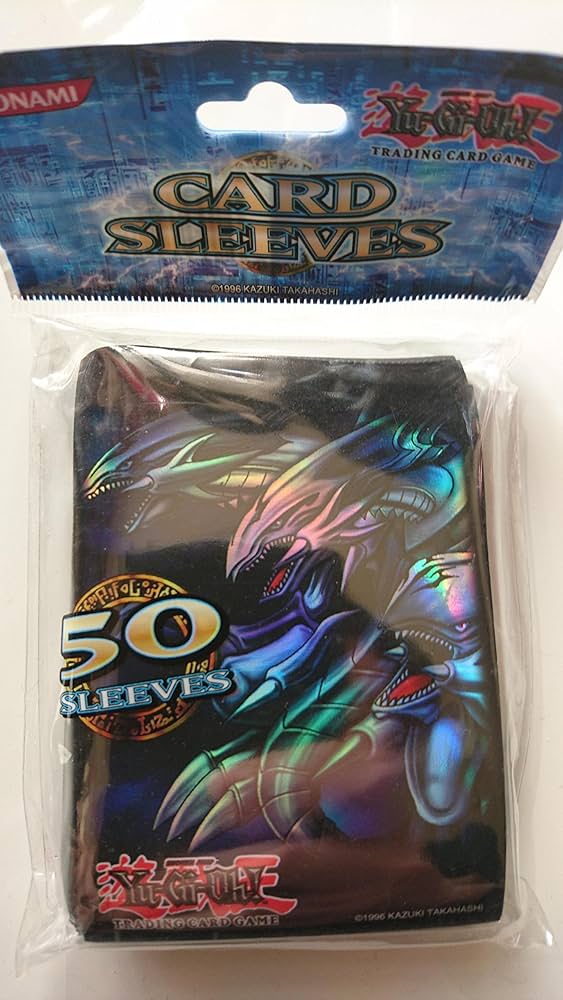 KONAMI
Yu-Gi-Oh!
TRADING CARD GAME
CARD
SLEEVES
©1996 KAZUKI TAKAHASHI
50
SLEEVES
Yu-Gi-Oh!
TRADING CARD GAME
©1996 KAZUKI TAKAHASHI